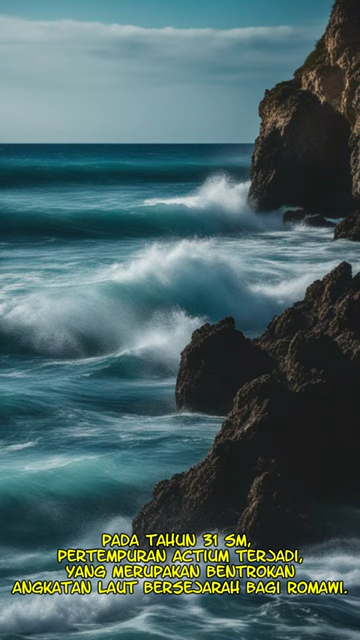 PADA TAHUN 31 SM,
PERTEMPURAN ACTIUM TERJADI,
YANG MERUPAKAN BENTROKAN
ANGKATAN LAUT BERSEJARAH BAGI ROMAWI.